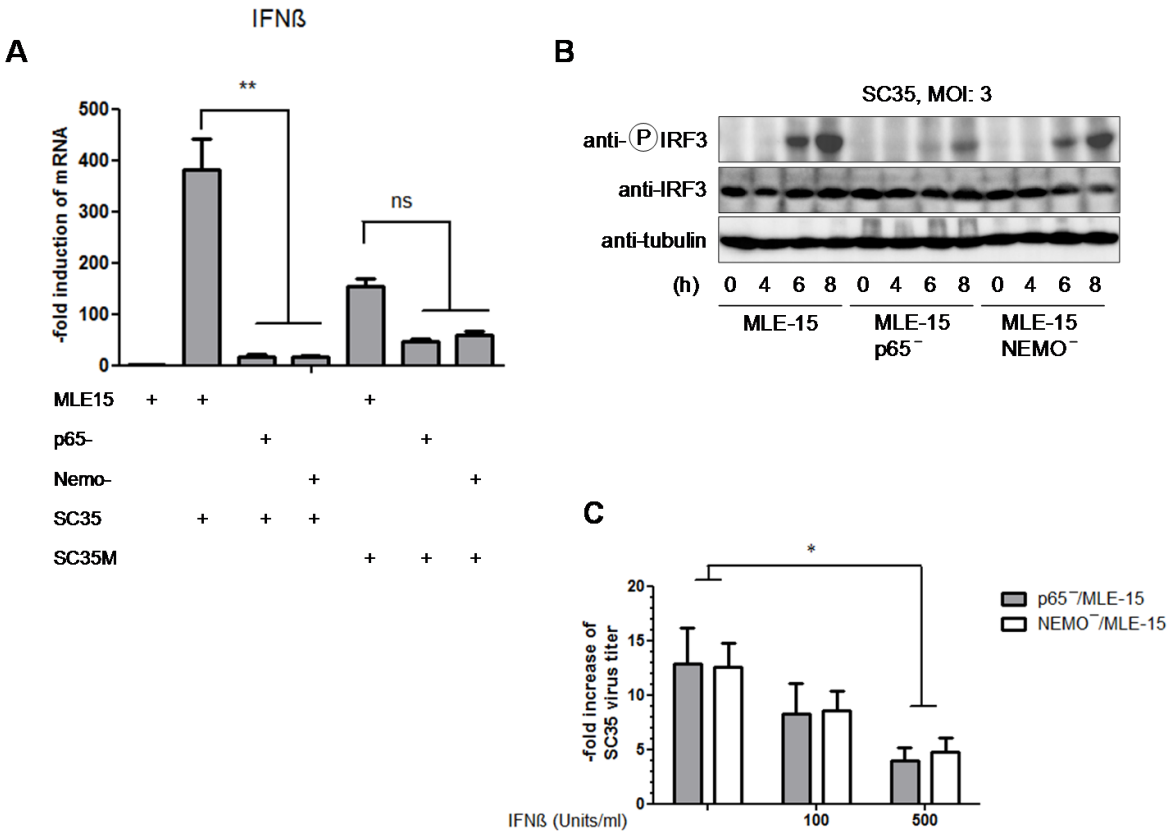 IFNß
A
**
500
400
300
200
100
0
-fold induction of mRNA
ns
MLE15 + + +
p65- + +
Nemo- + +
SC35 + + +
SC35M + + +
B
SC35, MOI: 3
anti-Ⓟ IRF3
anti-IRF3
anti-tubulin
(h) 0 4 6 8 0 4 6 8 0 4 6 8
MLE-15 MLE-15 MLE-15
p65⁻ NEMO⁻
C
*
20
15
10
5
0
-fold increase of
SC35 virus titer
p65⁻/MLE-15
NEMO⁻/MLE-15
IFNß (Units/ml) 100 500